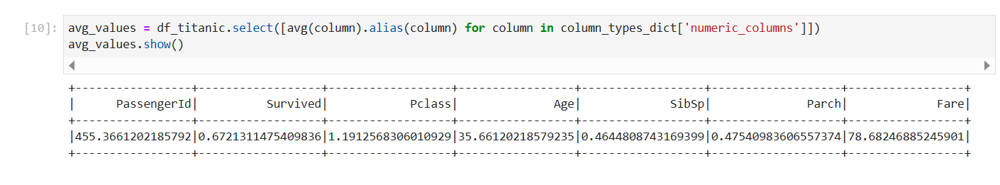 [10]: avg_values = df_titanic.select([avg(column).alias(column) for column in column_types_dict['numeric_columns']])
avg_values.show()
+-----------------+------------------+------------------+-----------------+------------------+-------------------+-----------------+
|      PassengerId|          Survived|            Pclass|              Age|             SibSp|              Parch|             Fare|
+-----------------+------------------+------------------+-----------------+------------------+-------------------+-----------------+
|455.3661202185792|0.6721311475409836|1.1912568306010929|35.66120218579235|0.4644808743169399|0.47540983606557374|78.68246885245901|
+-----------------+------------------+------------------+-----------------+------------------+-------------------+-----------------+